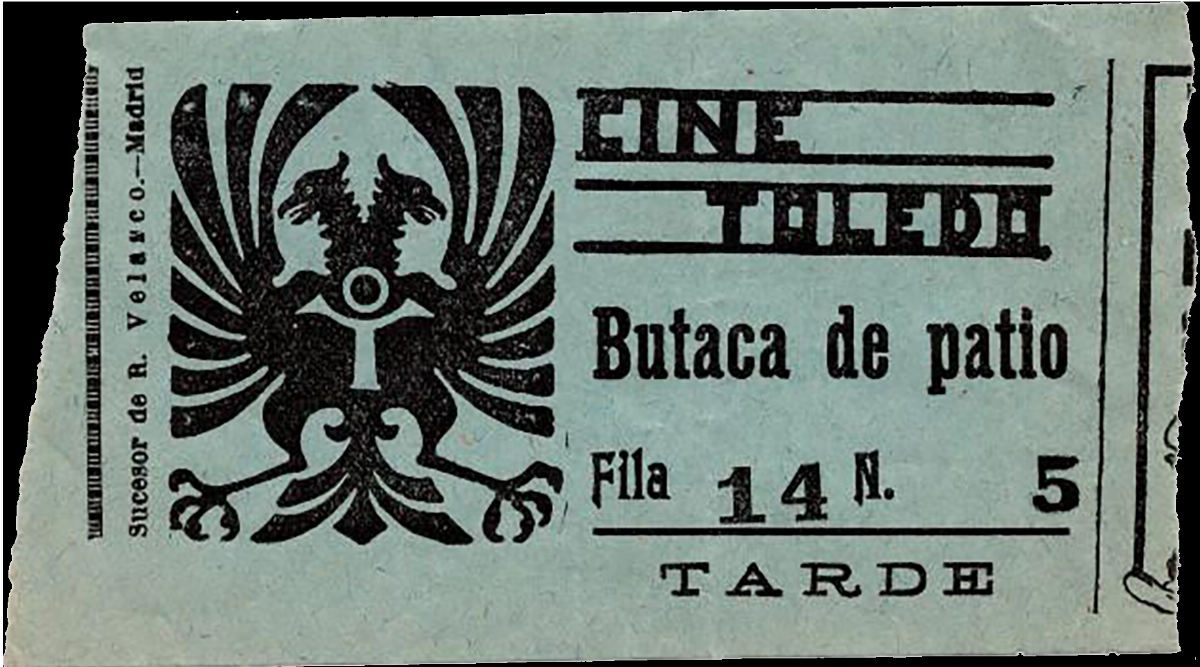 Sucesor de R. Velasco.—Madrid
CINE
TOLEDO
Butaca de patio
Fila 14 N. 5
TARDE